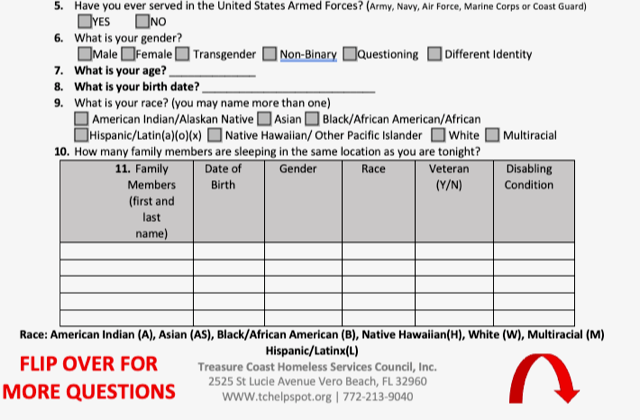 5. Have you ever served in the United States Armed Forces? (Army, Navy, Air Force, Marine Corps or Coast Guard)
YES NO
6. What is your gender?
Male Female Transgender Non-Binary Questioning Different Identity
7. What is your age?
8. What is your birth date?
9. What is your race? (you may name more than one)
American Indian/Alaskan Native Asian Black/African American/African
Hispanic/Latin(a)(o)(x) Native Hawaiian/ Other Pacific Islander White Multiracial
10. How many family members are sleeping in the same location as you are tonight?
11. Family Members (first and last name) Date of Birth Gender Race Veteran (Y/N) Disabling Condition
Race: American Indian (A), Asian (AS), Black/African American (B), Native Hawaiian(H), White (W), Multiracial (M)
Hispanic/Latinx(L)
FLIP OVER FOR
MORE QUESTIONS
Treasure Coast Homeless Services Council, Inc.
2525 St Lucie Avenue Vero Beach, FL 32960
WWW.tchelpspot.org | 772-213-9040